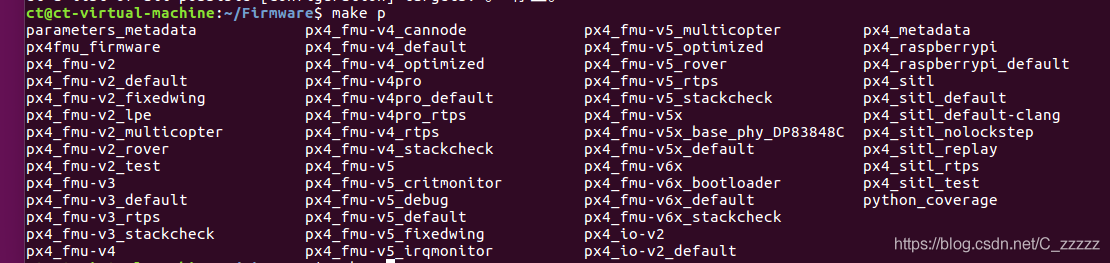 ct@ct-virtual-machine:~/Firmware$ make p
parameters_metadata px4_fmu-v4_cannode px4_fmu-v5_multicopter px4_metadata
px4fmu_firmware px4_fmu-v4_default px4_fmu-v5_optimized px4_raspberrypi
px4_fmu-v2 px4_fmu-v4_optimized px4_fmu-v5_rover px4_raspberrypi_default
px4_fmu-v2_default px4_fmu-v4pro px4_fmu-v5_rtps px4_sitl
px4_fmu-v2_fixedwing px4_fmu-v4pro_default px4_fmu-v5_stackcheck px4_sitl_default
px4_fmu-v2_lpe px4_fmu-v4pro_rtps px4_fmu-v5x px4_sitl_default-clang
px4_fmu-v2_multicopter px4_fmu-v4_rtps px4_fmu-v5x_base_phy_DP83848C px4_sitl_nolockstep
px4_fmu-v2_rover px4_fmu-v4_stackcheck px4_fmu-v5x_default px4_sitl_replay
px4_fmu-v2_test px4_fmu-v5 px4_fmu-v6x px4_sitl_rtps
px4_fmu-v3 px4_fmu-v5_critmonitor px4_fmu-v6x_bootloader px4_sitl_test
px4_fmu-v3_default px4_fmu-v5_debug px4_fmu-v6x_default python_coverage
px4_fmu-v3_rtps px4_fmu-v5_default px4_fmu-v6x_stackcheck
px4_fmu-v3_stackcheck px4_fmu-v5_fixedwing px4_io-v2
px4_fmu-v4 px4_fmu-v5_irqmonitor px4_io-v2_default
https://blog.csdn.net/C_zzzzz